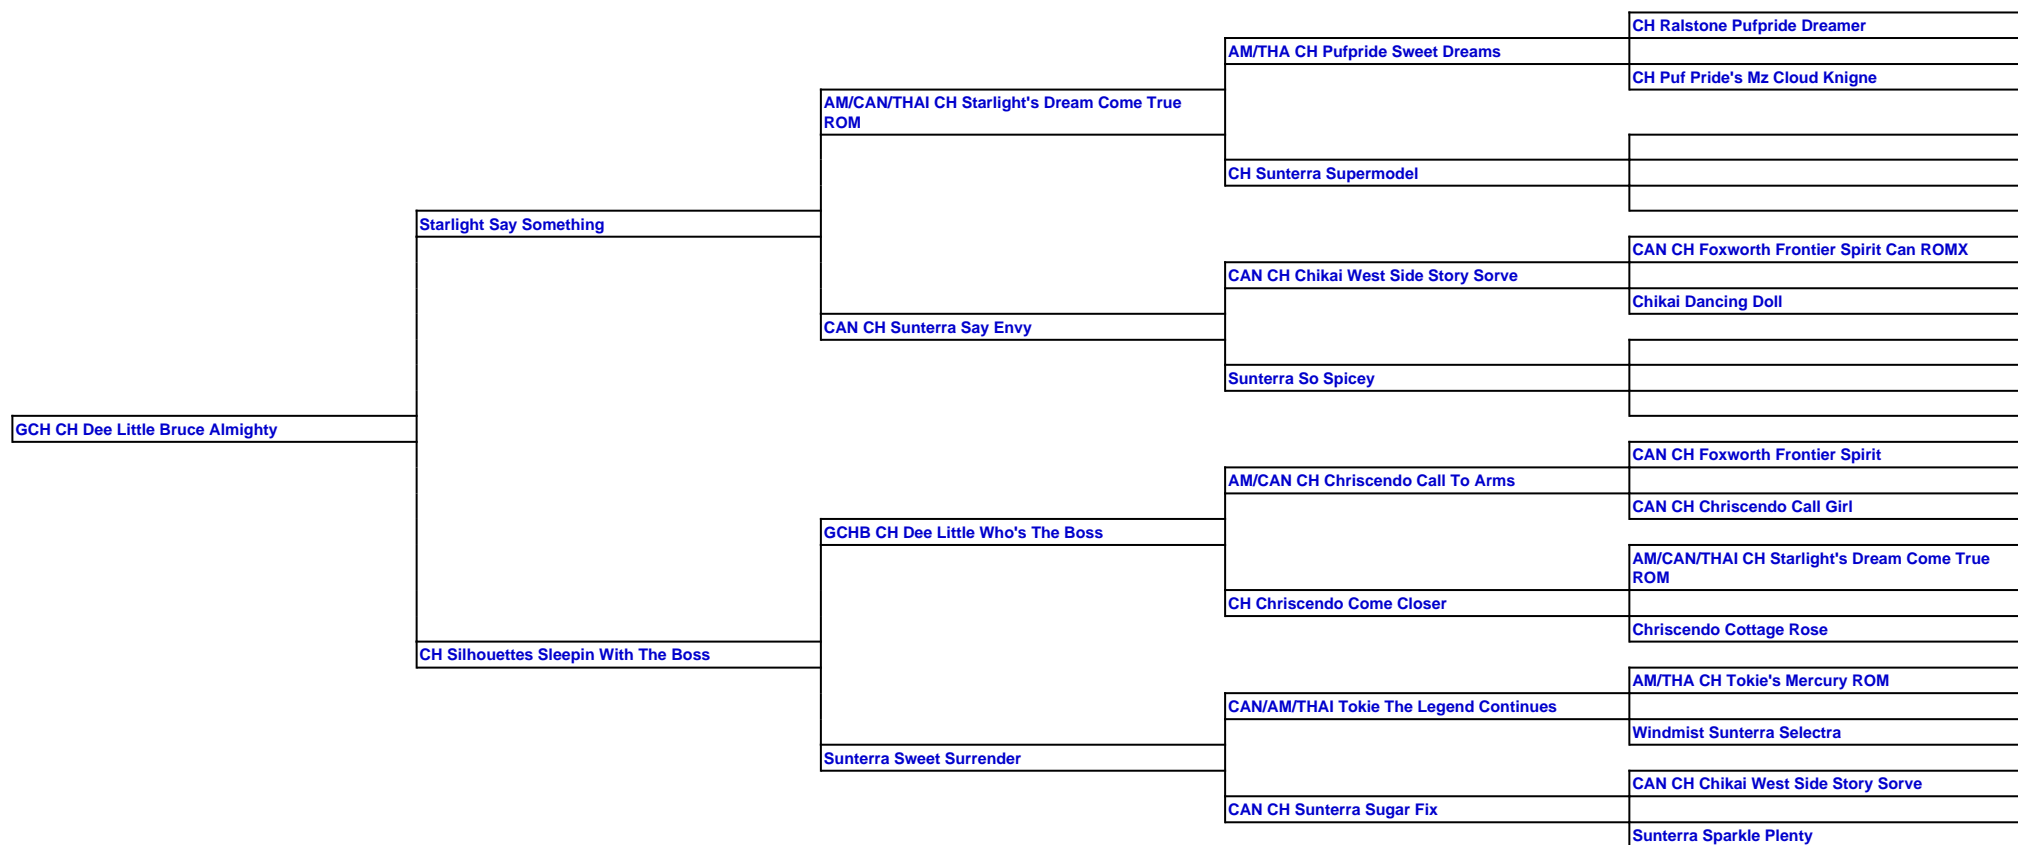 CH Ralstone Pufpride Dreamer
AM/THA CH Pufpride Sweet Dreams
CH Puf Pride's Mz Cloud Knigne
AM/CAN/THAI CH Starlight's Dream Come True
ROM
CH Sunterra Supermodel
Starlight Say Something
CAN CH Foxworth Frontier Spirit Can ROMX
CAN CH Chikai West Side Story Sorve
Chikai Dancing Doll
CAN CH Sunterra Say Envy
Sunterra So Spicey
GCH CH Dee Little Bruce Almighty
CAN CH Foxworth Frontier Spirit
AM/CAN CH Chriscendo Call To Arms
CAN CH Chriscendo Call Girl
GCHB CH Dee Little Who's The Boss
AM/CAN/THAI CH Starlight's Dream Come True
ROM
CH Chriscendo Come Closer
Chriscendo Cottage Rose
CH Silhouettes Sleepin With The Boss
AM/THA CH Tokie's Mercury ROM
CAN/AM/THAI Tokie The Legend Continues
Windmist Sunterra Selectra
Sunterra Sweet Surrender
CAN CH Chikai West Side Story Sorve
CAN CH Sunterra Sugar Fix
Sunterra Sparkle Plenty